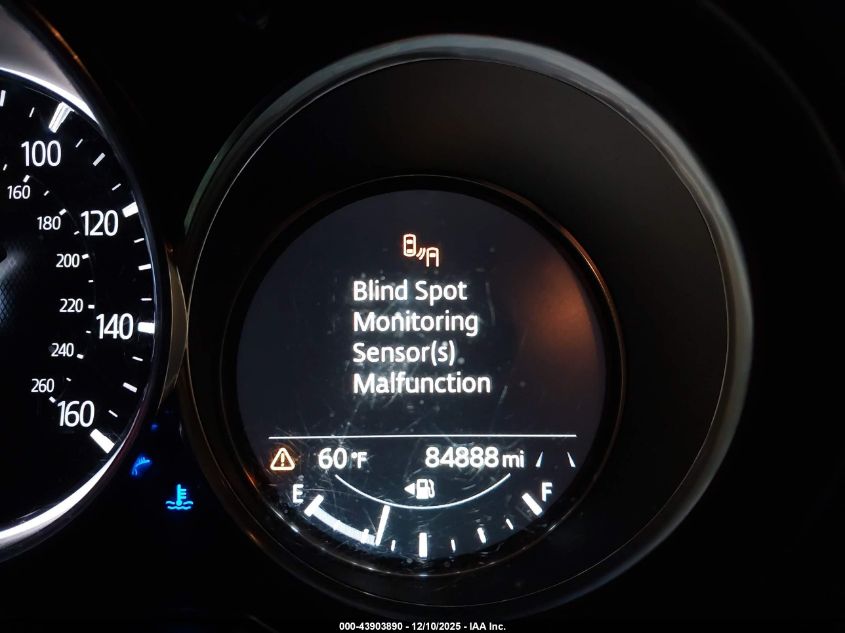 100
160
180
120
200
220
140
240
260
160
Blind Spot
Monitoring
Sensor(s)
Malfunction
60°F 84888 mi
E F
000-43903890 - 12/10/2025 - IAA Inc.